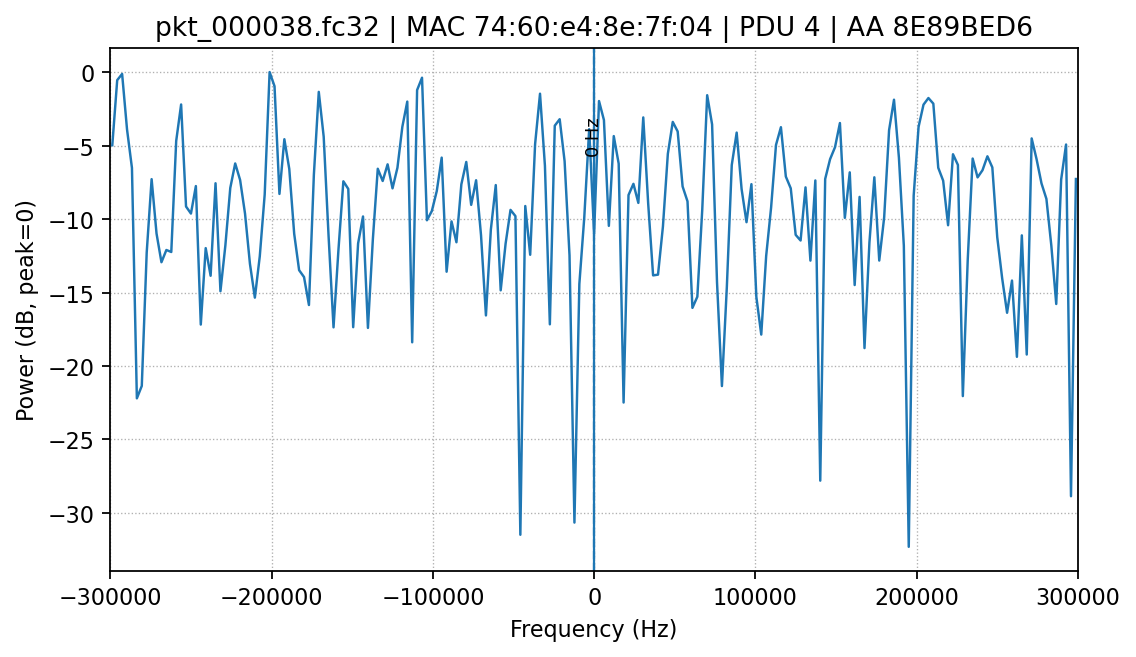 pkt_000038.fc32 | MAC 74:60:e4:8e:7f:04 | PDU 4 | AA 8E89BED6
Power (dB, peak=0)
0
−5
−10
−15
−20
−25
−30
0 Hz
−300000 −200000 −100000 0 100000 200000 300000
Frequency (Hz)